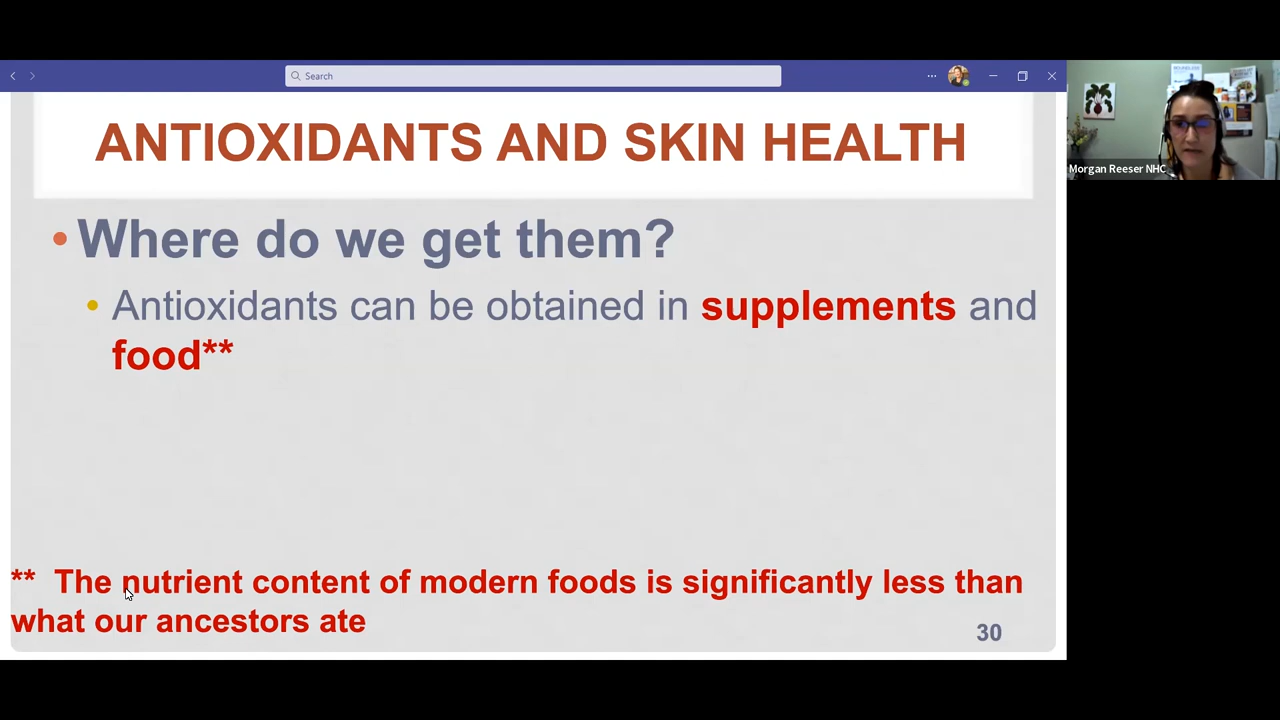 Search
ANTIOXIDANTS AND SKIN HEALTH
• Where do we get them?
• Antioxidants can be obtained in supplements and
food**
** The nutrient content of modern foods is significantly less than
what our ancestors ate
30
Morgan Reeser NHC